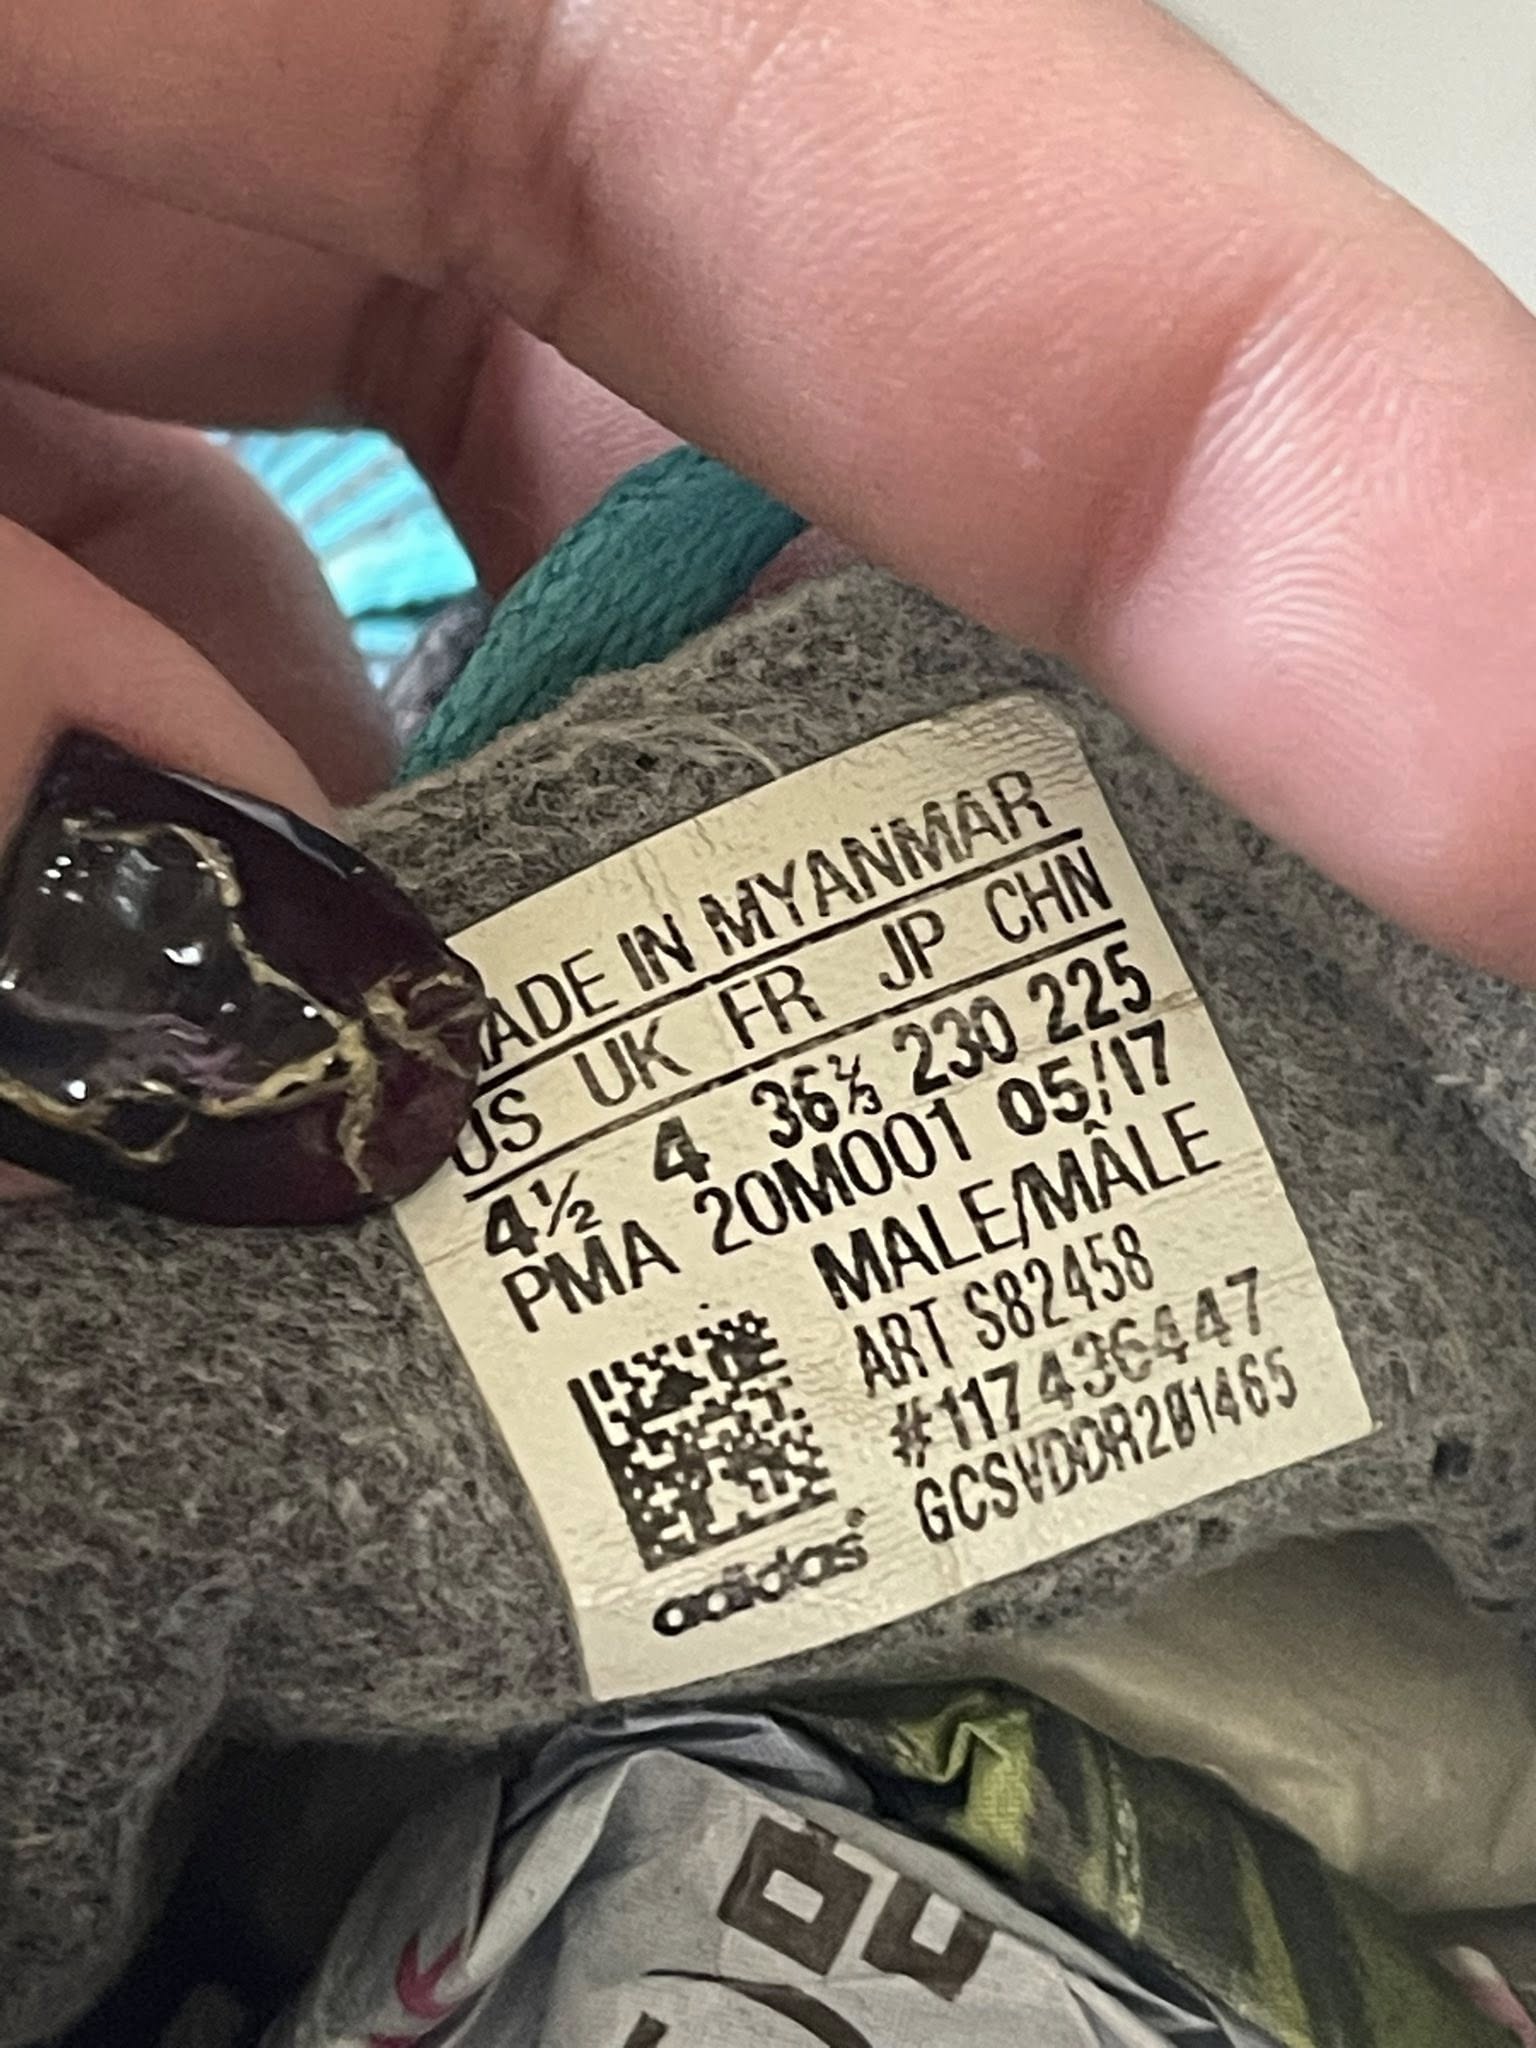 MADE IN MYANMAR
US UK FR JP CHN
4½ 4 36⅔ 230 225
PMA 20M001 05/17
MALE/MÂLE
ART S82458
#117436447
GCSVDDR201465
adidas